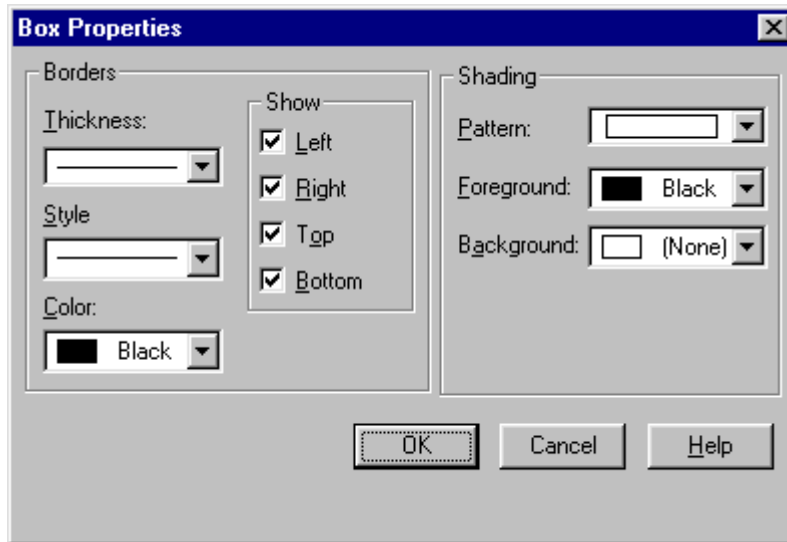 Box Properties
Borders
Thickness:
Style
Color:
Black
Show
Left
Right
Top
Bottom
Shading
Pattern:
Foreground: Black
Background: (None)
OK Cancel Help